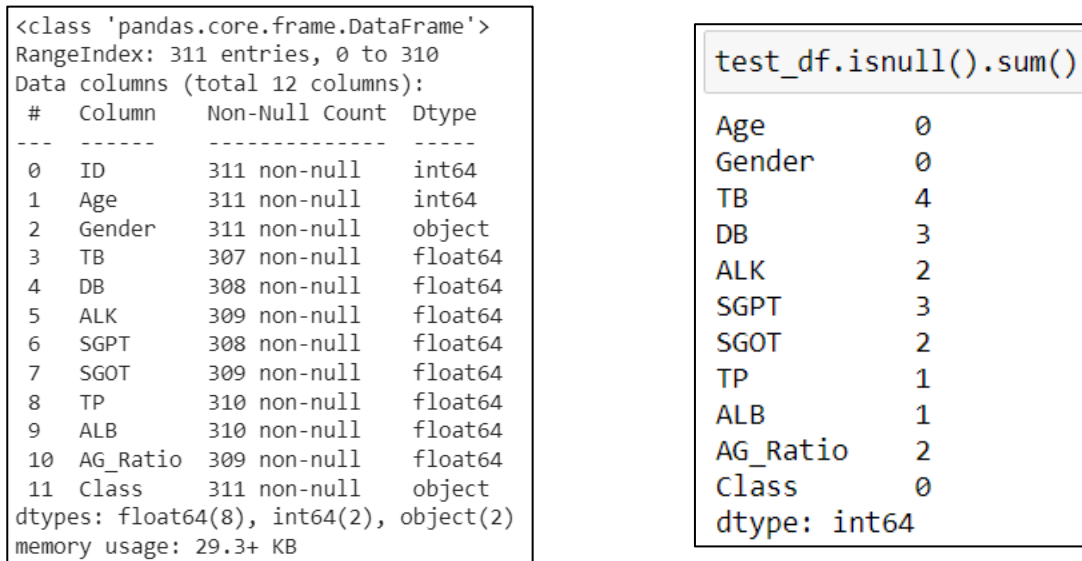 <class 'pandas.core.frame.DataFrame'>
RangeIndex: 311 entries, 0 to 310
Data columns (total 12 columns):
 #   Column    Non-Null Count  Dtype
---  ------    --------------  -----
 0   ID        311 non-null    int64
 1   Age       311 non-null    int64
 2   Gender    311 non-null    object
 3   TB        307 non-null    float64
 4   DB        308 non-null    float64
 5   ALK       309 non-null    float64
 6   SGPT      308 non-null    float64
 7   SGOT      309 non-null    float64
 8   TP        310 non-null    float64
 9   ALB       310 non-null    float64
 10  AG_Ratio  309 non-null    float64
 11  Class     311 non-null    object
dtypes: float64(8), int64(2), object(2)
memory usage: 29.3+ KB
test_df.isnull().sum()
Age         0
Gender      0
TB          4
DB          3
ALK         2
SGPT        3
SGOT        2
TP          1
ALB         1
AG_Ratio    2
Class       0
dtype: int64